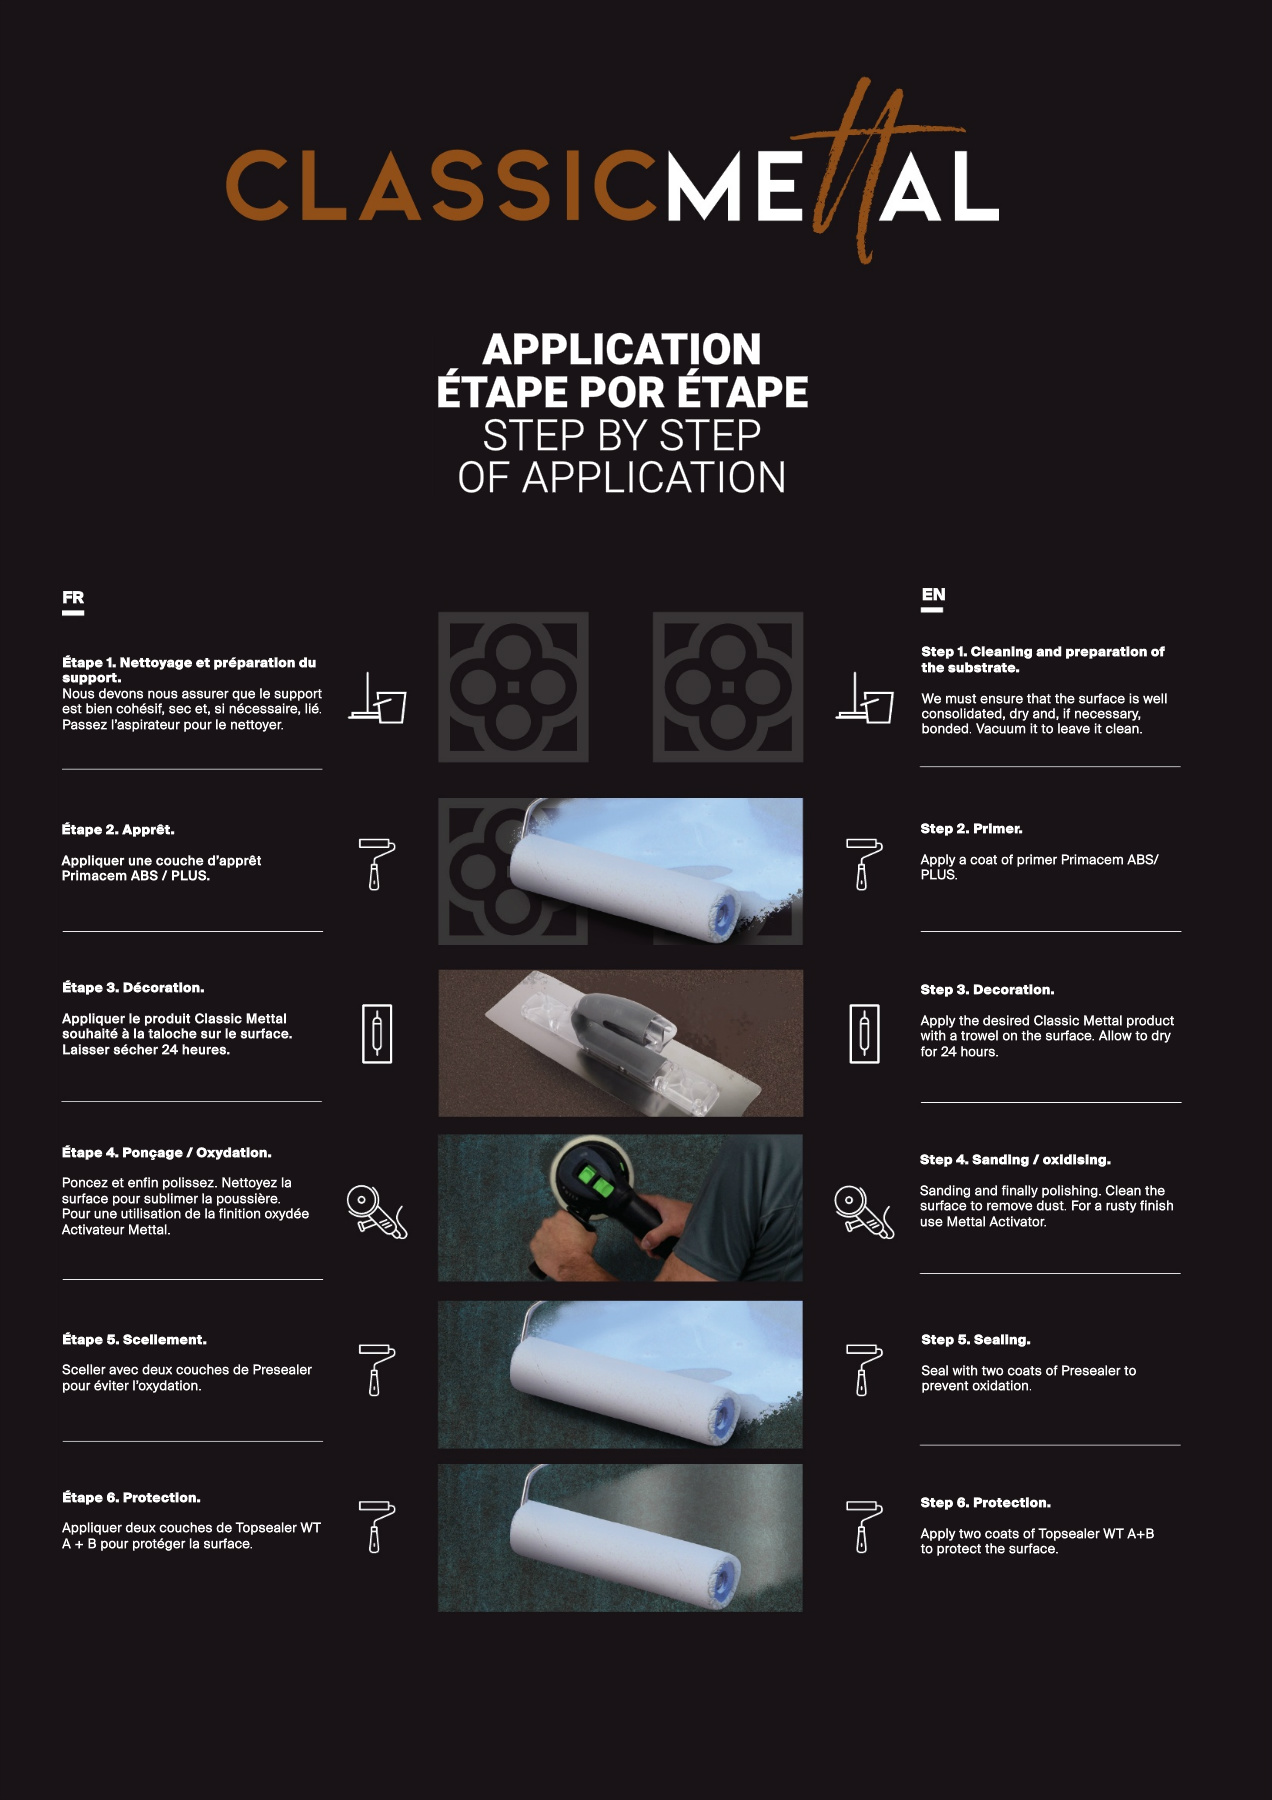 CLASSICMEttAL
APPLICATION
ÉTAPE POR ÉTAPE
STEP BY STEP
OF APPLICATION
FR
Étape 1. Nettoyage et préparation du
support.
Nous devons nous assurer que le support
est bien cohésif, sec et, si nécessaire, lié.
Passez l'aspirateur pour le nettoyer.
Étape 2. Apprêt.
Appliquer une couche d'apprêt
Primacem ABS / PLUS.
Étape 3. Décoration.
Appliquer le produit Classic Mettal
souhaité à la taloche sur le surface.
Laisser sécher 24 heures.
Étape 4. Ponçage / Oxydation.
Poncez et enfin polissez. Nettoyez la
surface pour sublimer la poussière.
Pour une utilisation de la finition oxydée
Activateur Mettal.
Étape 5. Scellement.
Sceller avec deux couches de Presealer
pour éviter l'oxydation.
Étape 6. Protection.
Appliquer deux couches de Topsealer WT
A + B pour protéger la surface.
EN
Step 1. Cleaning and preparation of
the substrate.
We must ensure that the surface is well
consolidated, dry and, if necessary,
bonded. Vacuum it to leave it clean.
Step 2. Primer.
Apply a coat of primer Primacem ABS/
PLUS.
Step 3. Decoration.
Apply the desired Classic Mettal product
with a trowel on the surface. Allow to dry
for 24 hours.
Step 4. Sanding / oxidising.
Sanding and finally polishing. Clean the
surface to remove dust. For a rusty finish
use Mettal Activator.
Step 5. Sealing.
Seal with two coats of Presealer to
prevent oxidation.
Step 6. Protection.
Apply two coats of Topsealer WT A+B
to protect the surface.